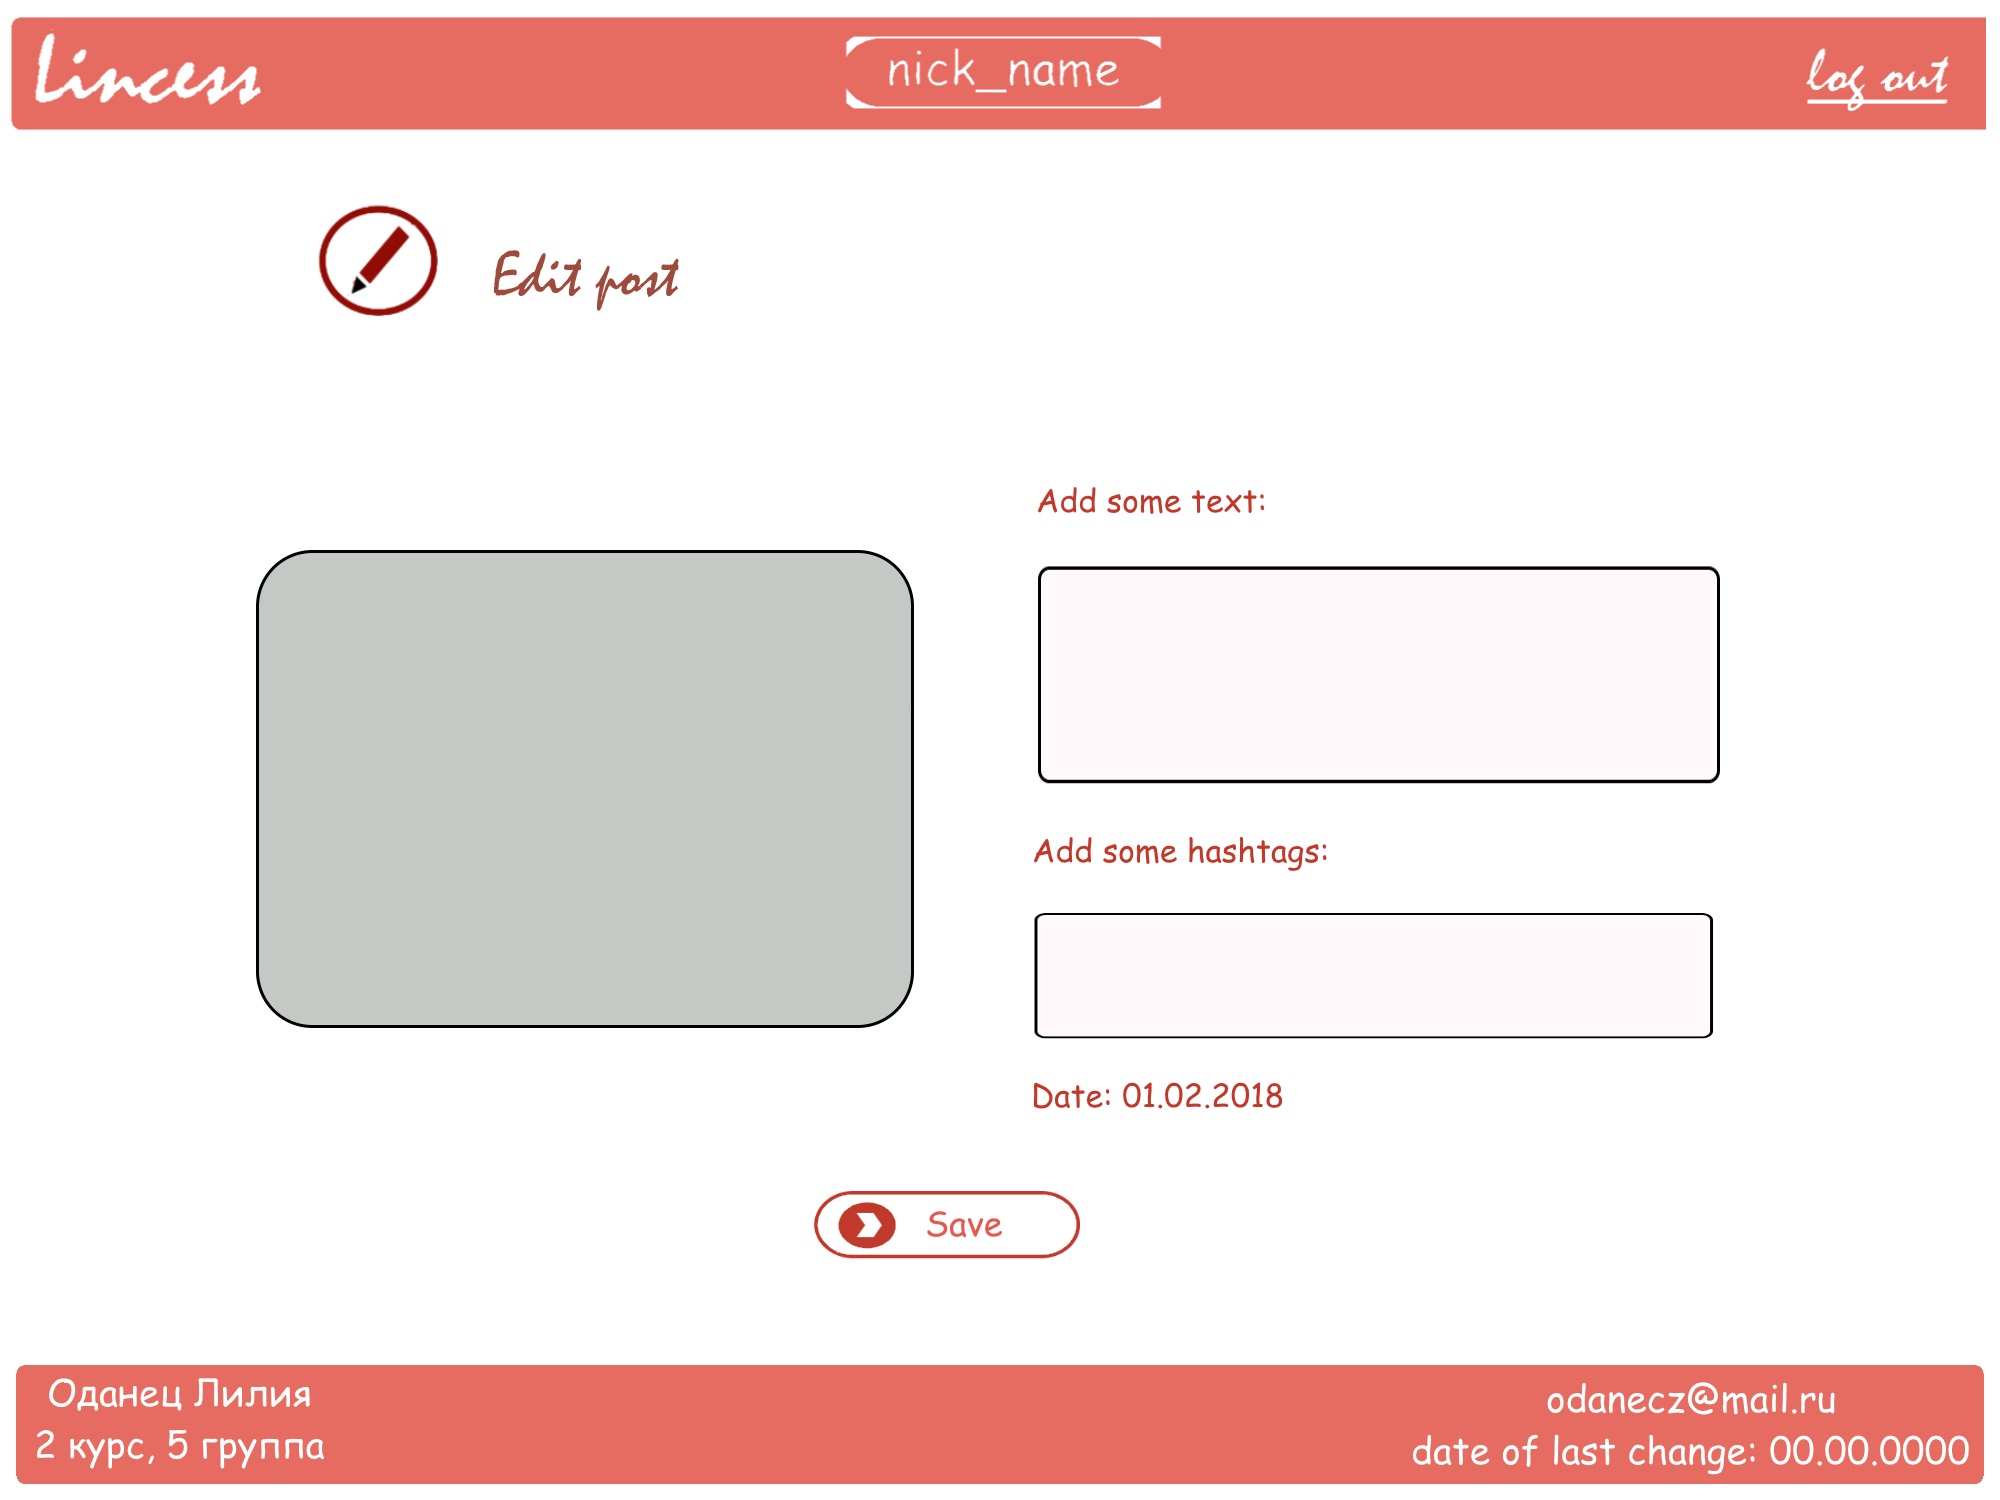 Lincess
nick_name
log out
Edit post
Add some text:
Add some hashtags:
Date: 01.02.2018
Save
Оданец Лилия
2 курс, 5 группа
odanecz@mail.ru
date of last change: 00.00.0000